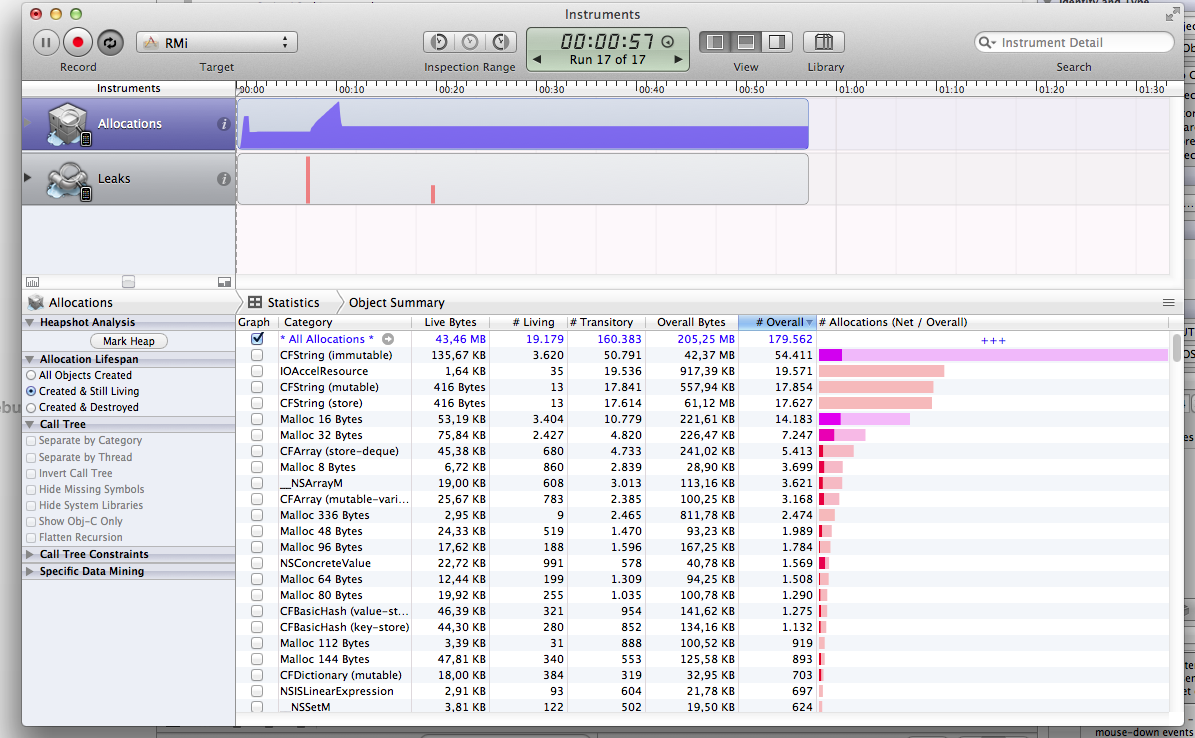 Instruments
RMi
00:00:57
Run 17 of 17
Instrument Detail
Record
Target
Inspection Range
View
Library
Search
Instruments
00:00 00:10 00:20 00:30 00:40 00:50 01:00 01:10 01:20 01:30
Allocations
Leaks
Allocations
Statistics Object Summary
Heapshot Analysis
Mark Heap
Allocation Lifespan
All Objects Created
Created & Still Living
Created & Destroyed
Call Tree
Separate by Category
Separate by Thread
Invert Call Tree
Hide Missing Symbols
Hide System Libraries
Show Obj-C Only
Flatten Recursion
Call Tree Constraints
Specific Data Mining
Graph Category Live Bytes # Living # Transitory Overall Bytes # Overall # Allocations (Net / Overall)
* All Allocations * 43,46 MB 19.179 160.383 205,25 MB 179.562 +++
CFString (immutable) 135,67 KB 3.620 50.791 42,37 MB 54.411
IOAccelResource 1,64 KB 35 19.536 917,39 KB 19.571
CFString (mutable) 416 Bytes 13 17.841 557,94 KB 17.854
CFString (store) 416 Bytes 13 17.614 61,12 MB 17.627
Malloc 16 Bytes 53,19 KB 3.404 10.779 221,61 KB 14.183
Malloc 32 Bytes 75,84 KB 2.427 4.820 226,47 KB 7.247
CFArray (store-deque) 45,38 KB 680 4.733 241,02 KB 5.413
Malloc 8 Bytes 6,72 KB 860 2.839 28,90 KB 3.699
__NSArrayM 19,00 KB 608 3.013 113,16 KB 3.621
CFArray (mutable-vari... 25,67 KB 783 2.385 100,25 KB 3.168
Malloc 336 Bytes 2,95 KB 9 2.465 811,78 KB 2.474
Malloc 48 Bytes 24,33 KB 519 1.470 93,23 KB 1.989
Malloc 96 Bytes 17,62 KB 188 1.596 167,25 KB 1.784
NSConcreteValue 22,72 KB 991 578 40,78 KB 1.569
Malloc 64 Bytes 12,44 KB 199 1.309 94,25 KB 1.508
Malloc 80 Bytes 19,92 KB 255 1.035 100,78 KB 1.290
CFBasicHash (value-st... 46,39 KB 321 954 141,62 KB 1.275
CFBasicHash (key-store) 44,30 KB 280 852 134,16 KB 1.132
Malloc 112 Bytes 3,39 KB 31 888 100,52 KB 919
Malloc 144 Bytes 47,81 KB 340 553 125,58 KB 893
CFDictionary (mutable) 18,00 KB 384 319 32,95 KB 703
NSISLinearExpression 2,91 KB 93 604 21,78 KB 697
__NSSetM 3,81 KB 122 502 19,50 KB 624
mouse-down events